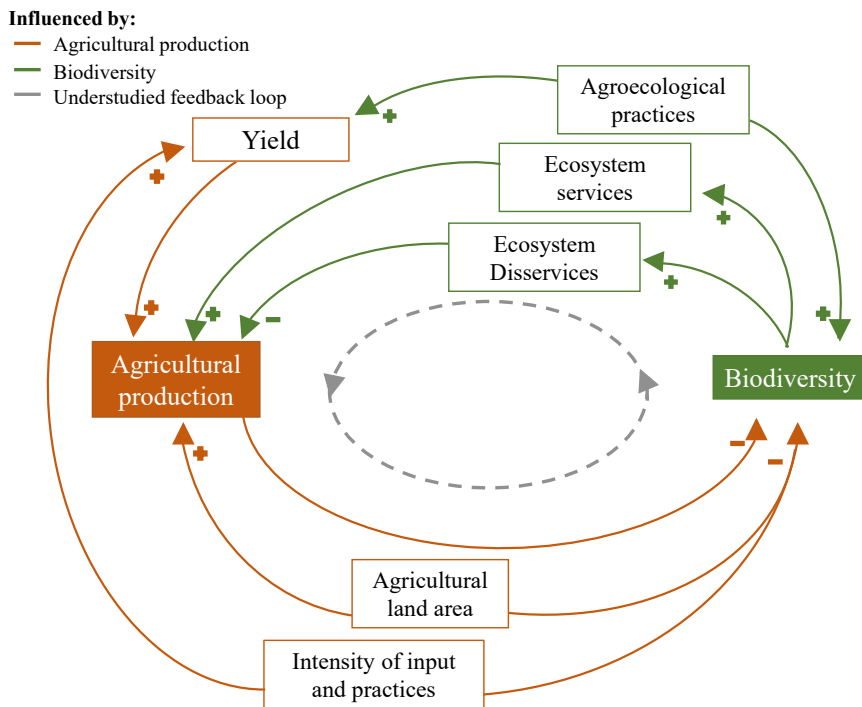 Influenced by:
Agricultural production
Biodiversity
Understudied feedback loop
Agroecological
practices
Yield
Ecosystem
services
Ecosystem
Disservices
Agricultural
production
Biodiversity
Agricultural
land area
Intensity of input
and practices